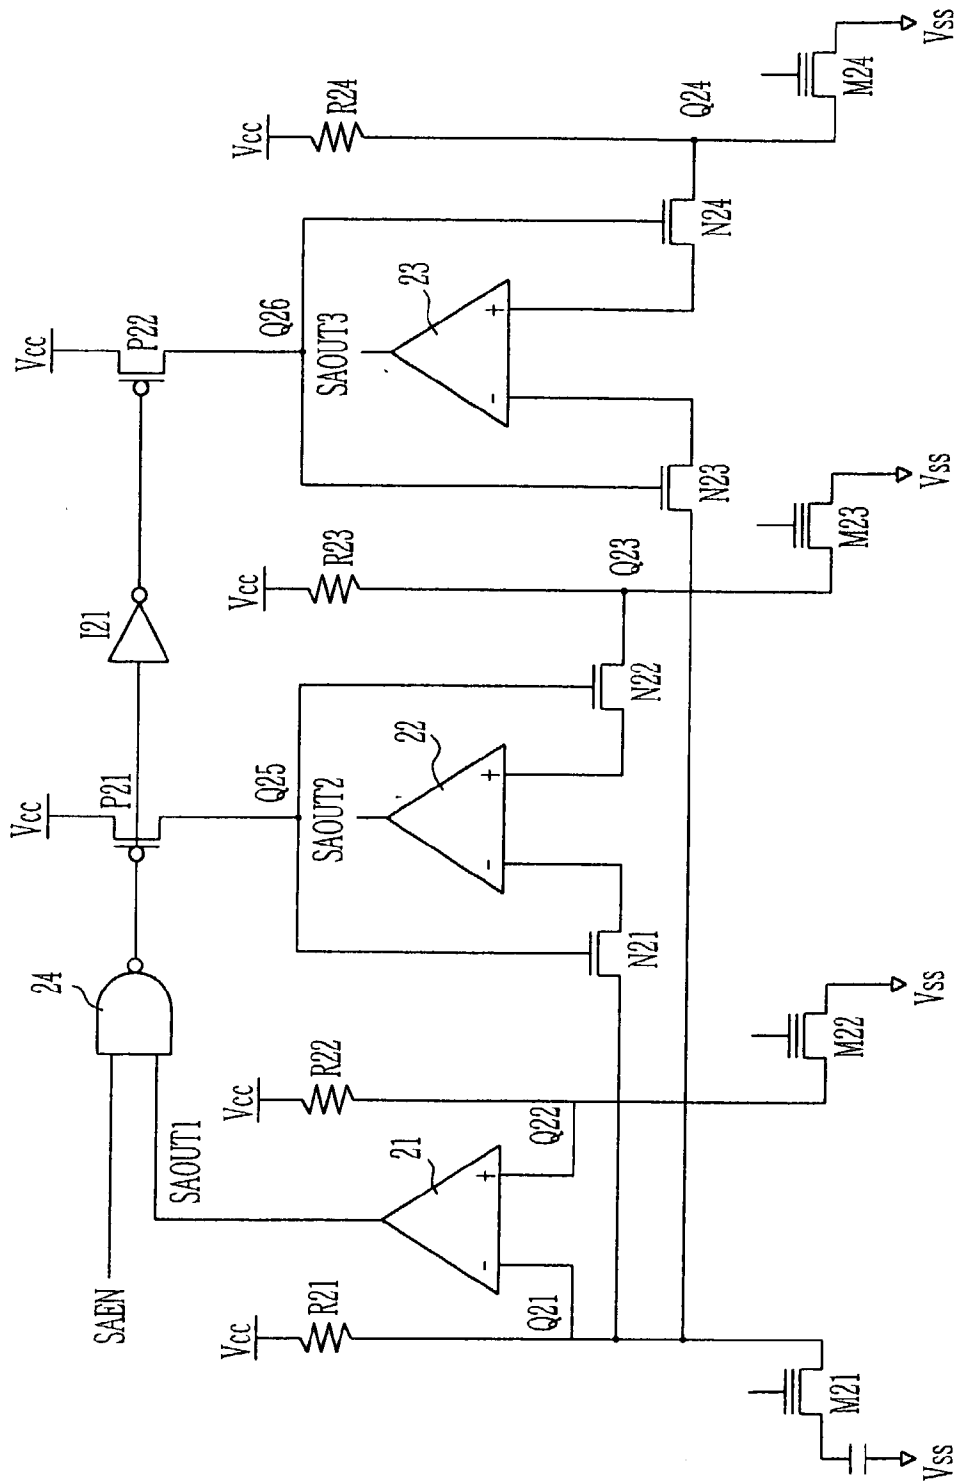 Vcc
Vcc
P21
I21
P22
24
SAEN
SAOUT1
Vcc
R21
Vcc
R22
Q25
SAOUT2
Vcc
R23
Q26
SAOUT3
Vcc
R24
21
-
+
22
-
+
23
-
+
Q21
Q22
N21
N22
Q23
N23
N24
Q24
M21
Vss
M22
Vss
M23
Vss
M24
Vss